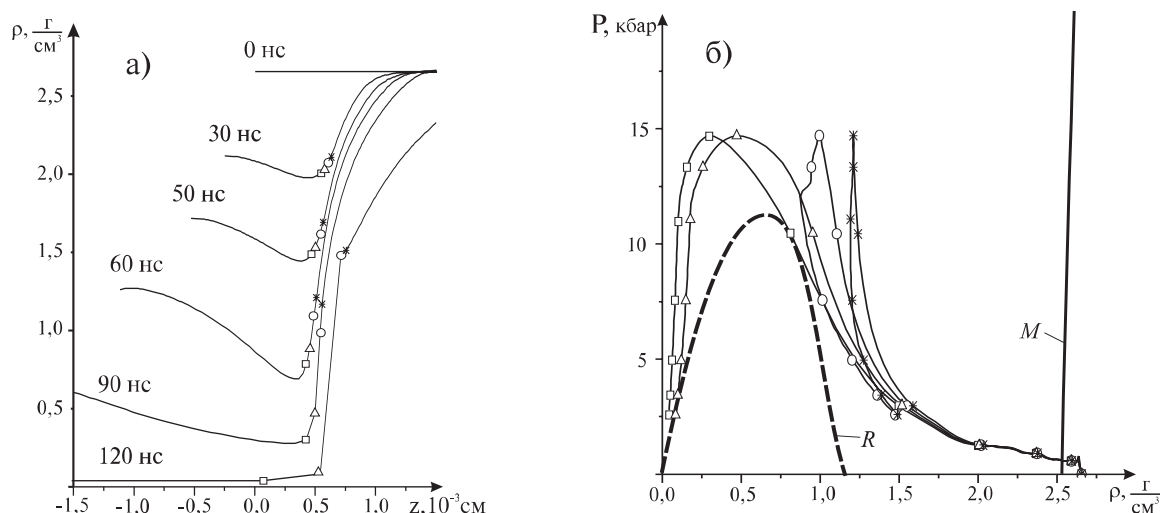 ρ, г/см³
а)
0 нс
2,5
30 нс
2,0
50 нс
1,5
60 нс
1,0
90 нс
0,5
120 нс
-1,5 -1,0 -0,5 0 0,5 1,0 z,10⁻³см
P, кбар
б)
15
10
5
M
R
0,0 0,5 1,0 1,5 2,0 2,5 ρ, г/см³